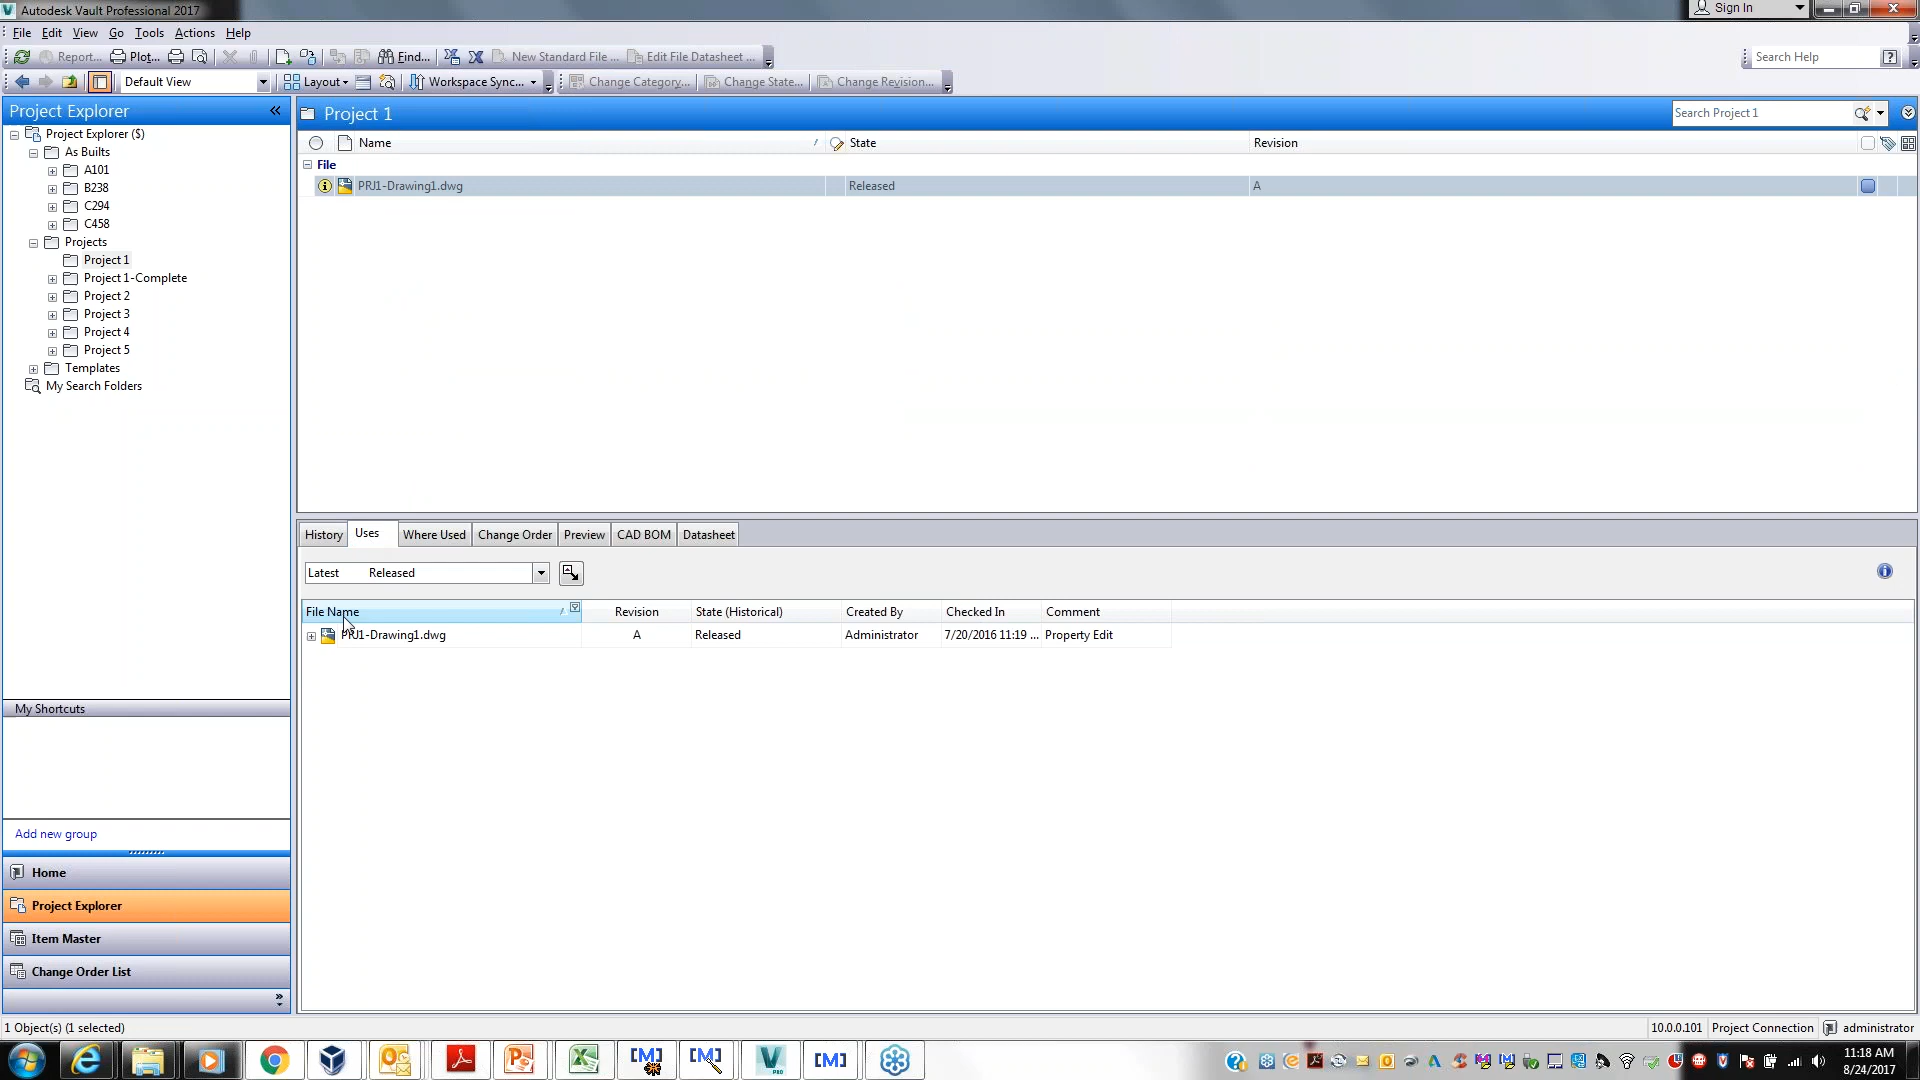 Autodesk Vault Professional 2017
Sign In
File Edit View Go Tools Actions Help
Report... Plot... Find... New Standard File ... Edit File Datasheet ... Search Help
Default View Layout Workspace Sync... Change Category... Change State... Change Revision...
Project Explorer
Project Explorer ($)
As Builts
A101
B238
C294
C458
Projects
Project 1
Project 1-Complete
Project 2
Project 3
Project 4
Project 5
Templates
My Search Folders
My Shortcuts
Add new group
Home
Project Explorer
Item Master
Change Order List
Project 1
Search Project 1
Name State Revision
File
PRJ1-Drawing1.dwg Released A
History Uses Where Used Change Order Preview CAD BOM Datasheet
Latest Released
File Name Revision State (Historical) Created By Checked In Comment
PRJ1-Drawing1.dwg A Released Administrator 7/20/2016 11:19 ... Property Edit
1 Object(s) (1 selected)
10.0.0.101 Project Connection administrator
11:18 AM
8/24/2017